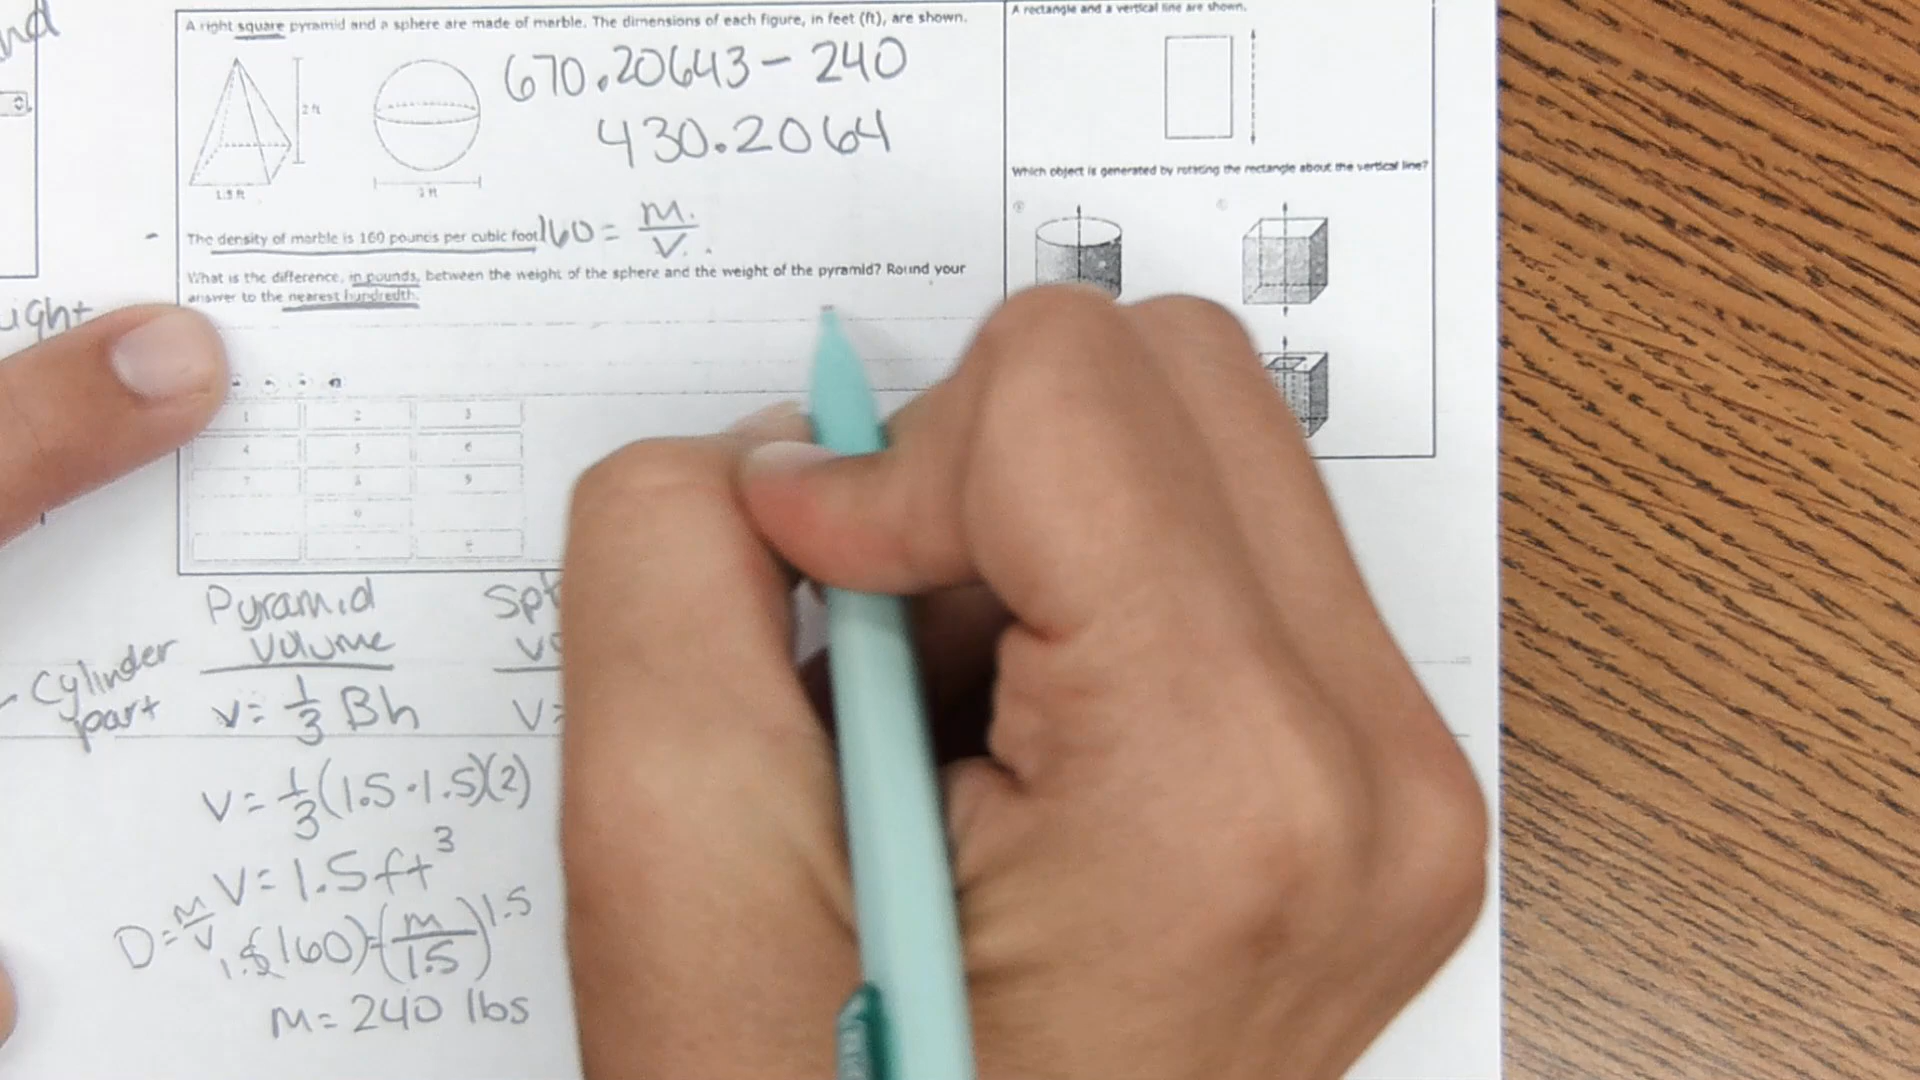 nd
A right square pyramid and a sphere are made of marble. The dimensions of each figure, in feet (ft), are shown.
2 ft
1.5 ft
ft
670.20643 - 240
430.2064
The density of marble is 160 pounds per cubic foot.
160 = m/v
What is the difference, in pounds, between the weight of the sphere and the weight of the pyramid? Round your
answer to the nearest hundredth.
1 2 3
4 5 6
7 8 9
0
A rectangle and a vertical line are shown.
Which object is generated by rotating the rectangle about the vertical line?
ight
- Cylinder
part
Pyramid
Volume
V = 1/3 Bh
V = 1/3 (1.5 · 1.5)(2)
V = 1.5 ft³
D = M/V
1.5(160) = (m/1.5) 1.5
M = 240 lbs
Sp
V
V =